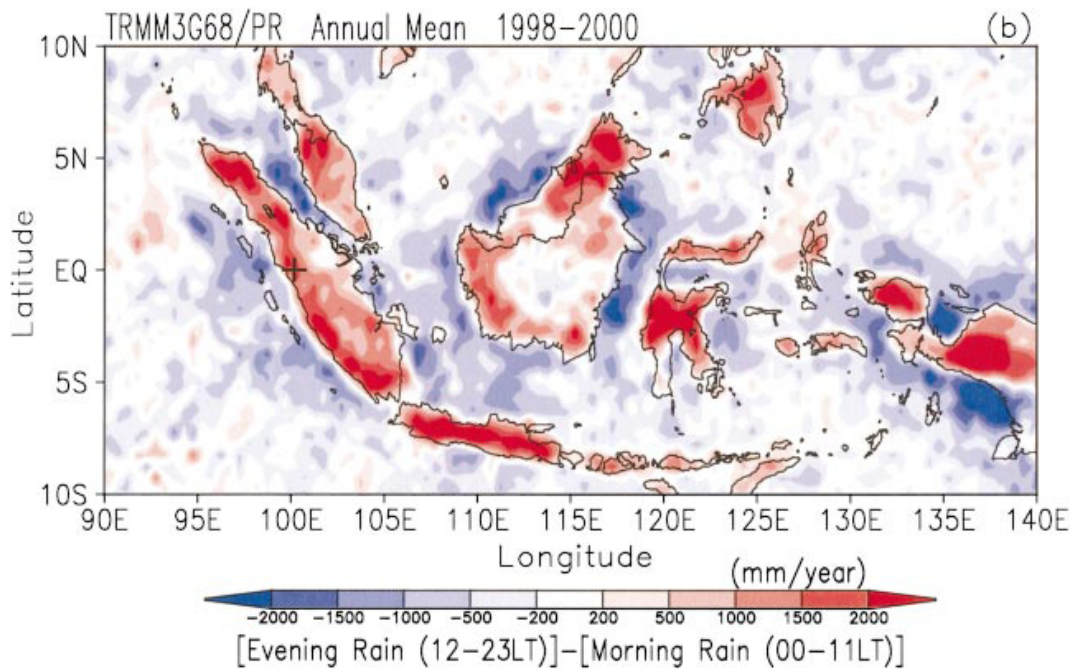 TRMM3G68/PR Annual Mean 1998-2000 (b)
10N
5N
EQ
5S
10S
Latitude
90E 95E 100E 105E 110E 115E 120E 125E 130E 135E 140E
Longitude
(mm/year)
-2000 -1500 -1000 -500 -200 200 500 1000 1500 2000
[Evening Rain (12-23LT)]-[Morning Rain (00-11LT)]